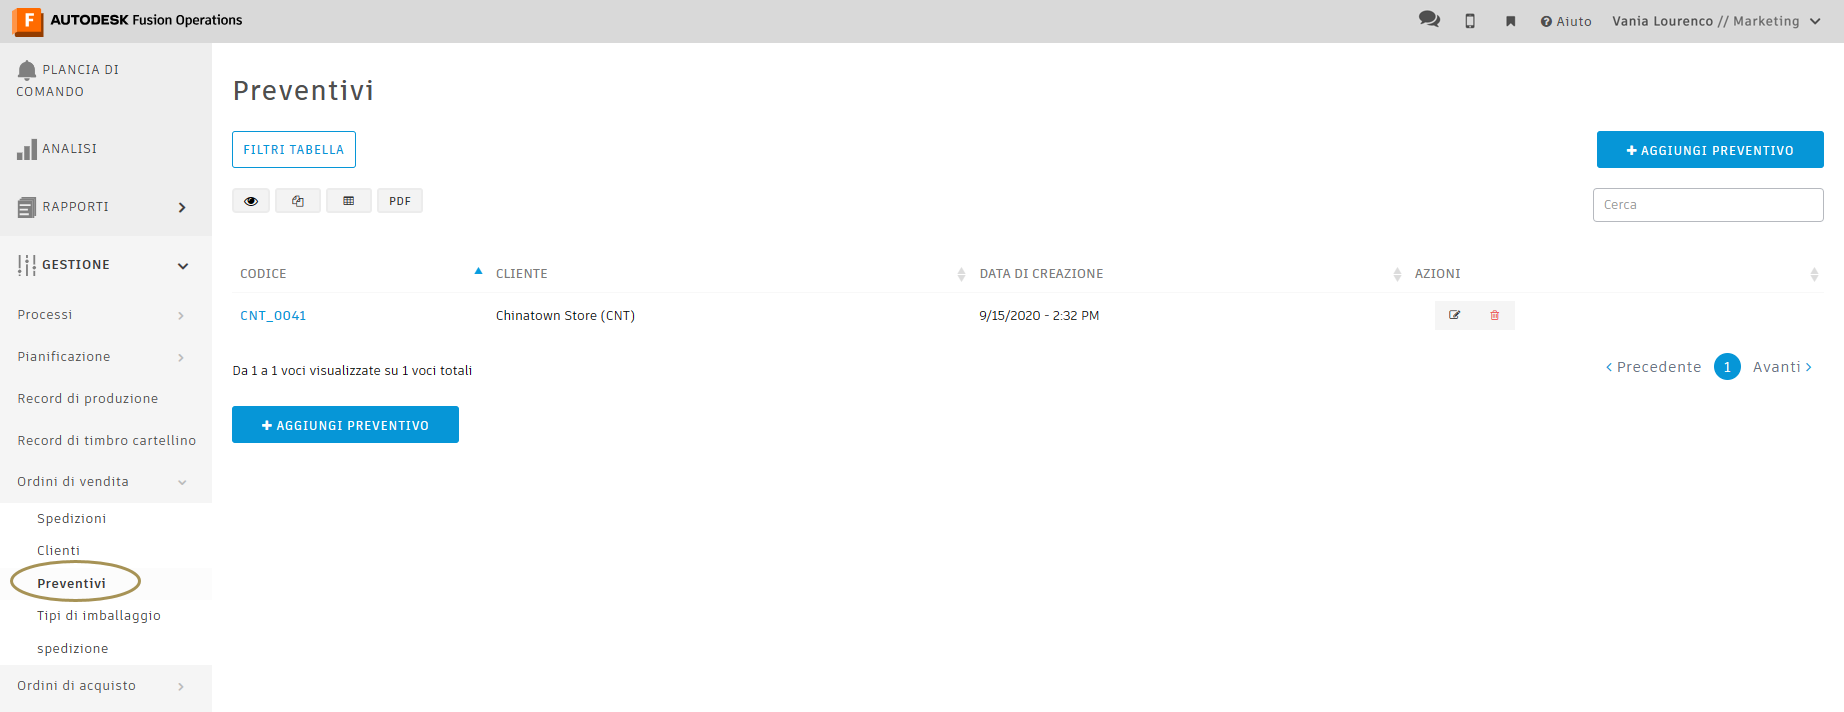 F AUTODESK Fusion Operations
Aiuto
Vania Lourenco // Marketing
PLANCIA DI
COMANDO
ANALISI
RAPPORTI
GESTIONE
Processi
Pianificazione
Record di produzione
Record di timbro cartellino
Ordini di vendita
Spedizioni
Clienti
Preventivi
Tipi di imballaggio
spedizione
Ordini di acquisto
Preventivi
FILTRI TABELLA
AGGIUNGI PREVENTIVO
PDF
Cerca
CODICE CLIENTE DATA DI CREAZIONE AZIONI
CNT_0041 Chinatown Store (CNT) 9/15/2020 - 2:32 PM
Da 1 a 1 voci visualizzate su 1 voci totali
Precedente 1 Avanti
AGGIUNGI PREVENTIVO